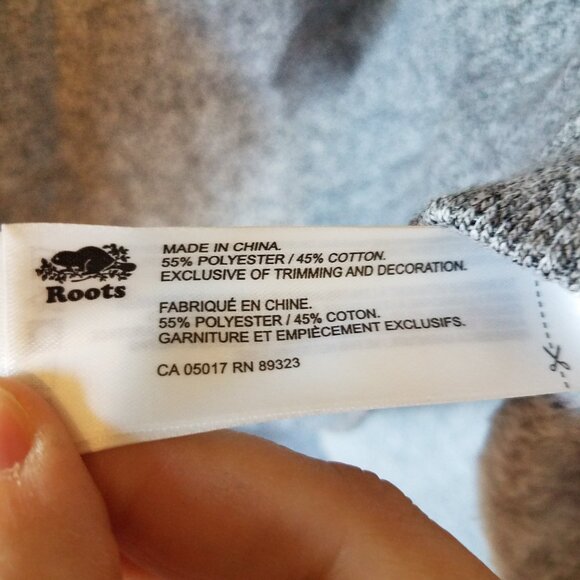 Roots
MADE IN CHINA.
55% POLYESTER / 45% COTTON.
EXCLUSIVE OF TRIMMING AND DECORATION.
FABRIQUÉ EN CHINE.
55% POLYESTER / 45% COTON.
GARNITURE ET EMPIÈCEMENT EXCLUSIFS.
CA 05017 RN 89323